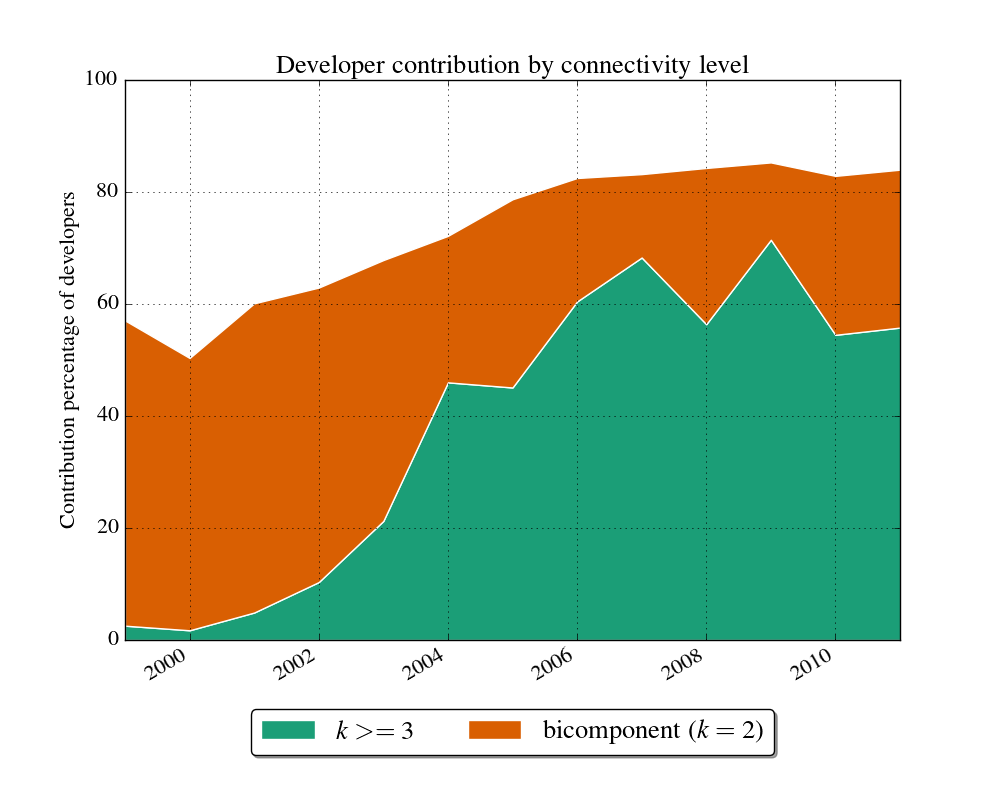 Developer contribution by connectivity level
Contribution percentage of developers
100
80
60
40
20
0
2000 2002 2004 2006 2008 2010
k >= 3 bicomponent (k = 2)